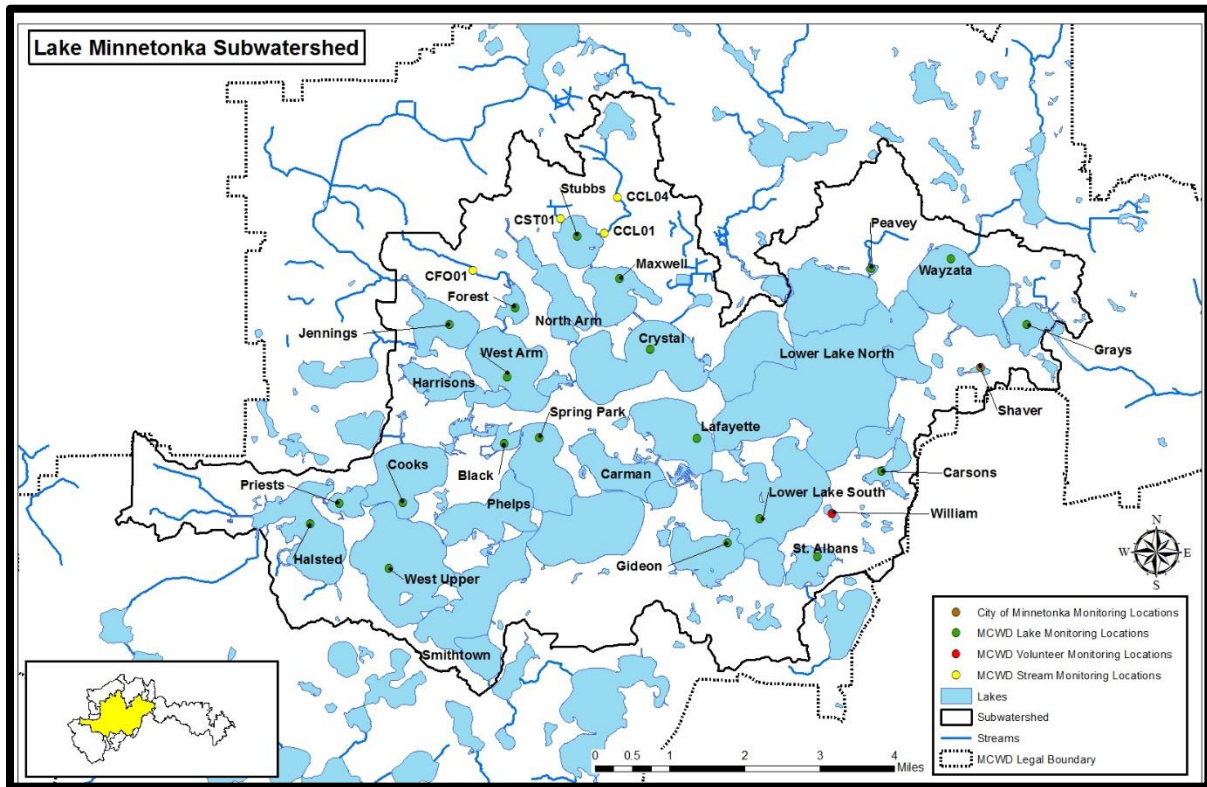 Lake Minnetonka Subwatershed
Stubbs
CCL04
CST01
CCL01
Peavey
Wayzata
CFO01
Maxwell
Forest
North Arm
Jennings
Crystal
Lower Lake North
West Arm
Grays
Harrisons
Shaver
Spring Park
Lafayette
Cooks
Black
Carman
Carsons
Priests
Phelps
Lower Lake South
William
N
W E
S
Halsted
Gideon
St. Albans
West Upper
Smithtown
City of Minnetonka Monitoring Locations
MCWD Lake Monitoring Locations
MCWD Volunteer Monitoring Locations
MCWD Stream Monitoring Locations
Lakes
Subwatershed
Streams
MCWD Legal Boundary
0 0.5 1 2 3 4
Miles